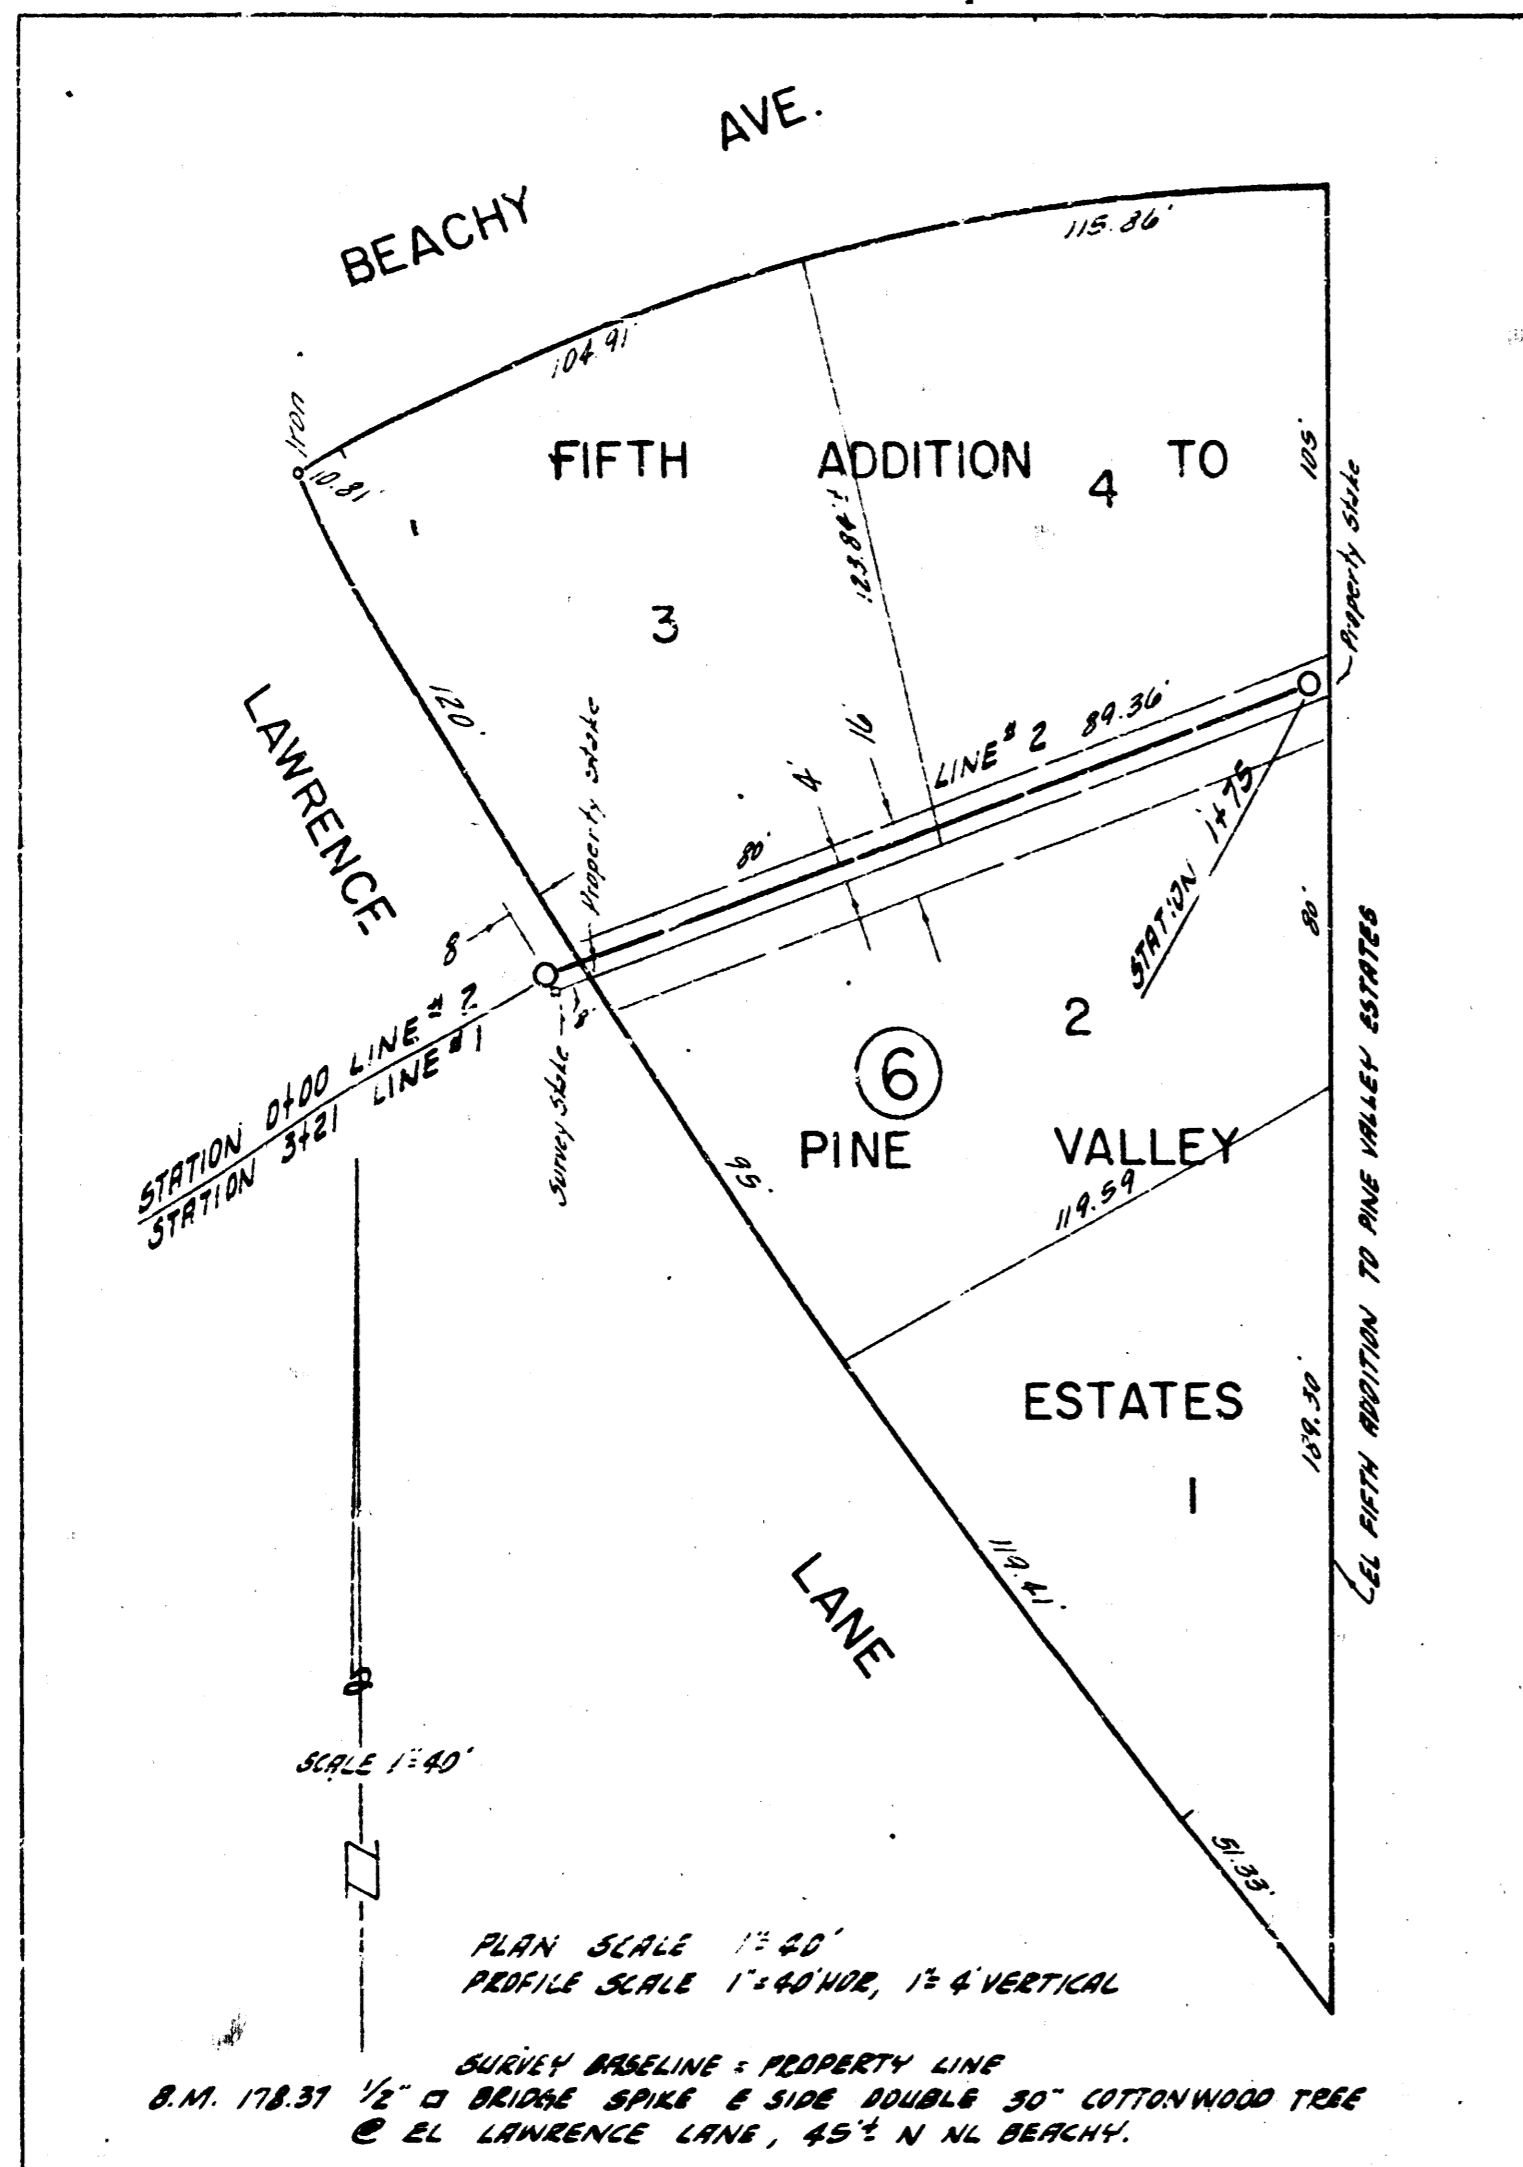 BEACHY AVE.
115.86'
104.91'
Iron
10.81'
FIFTH ADDITION TO
4
105'
Property Stake
123.84'±
3
LAWRENCE
120'
Property stake
16'
4'
LINE # 2 89.36'
80'
STATION 1+75
8
8'
80'
STATION 0+00 LINE # 2
STATION 3+21 LINE # 1
Survey Stake
2
6
PINE VALLEY
95'
119.59
EL FIFTH ADDITION TO PINE VALLEY ESTATES
ESTATES
189.30'
1
119.41'
LANE
SCALE 1"=40'
51.33'
PLAN SCALE 1"=40'
PROFILE SCALE 1"=40' HOR, 1"=4' VERTICAL
SURVEY BASELINE = PROPERTY LINE
B.M. 178.37 1/2" □ BRIDGE SPIKE E SIDE DOUBLE 30" COTTONWOOD TREE
@ EL LAWRENCE LANE, 45'± N NL BEACHY.